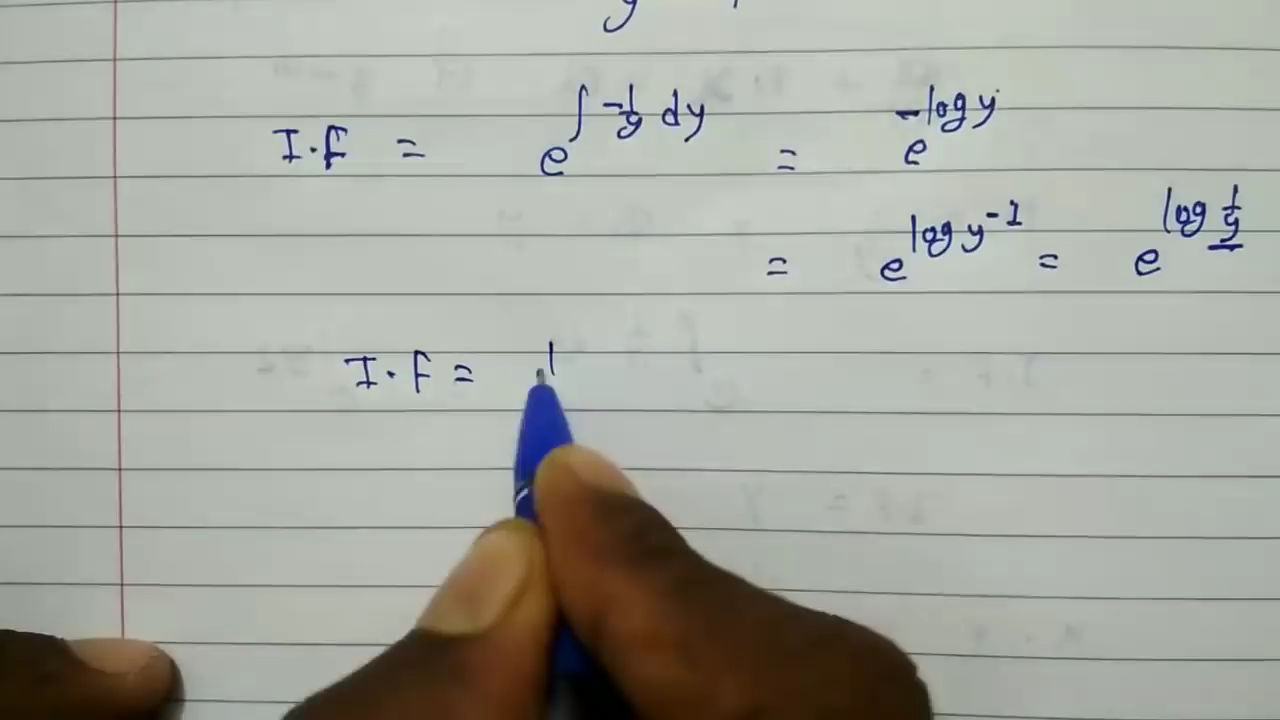 y
I.F = e^{∫ -1/y dy} = e^{-log y}
= e^{log y^{-1}} = e^{log 1/y}
I.F = 1